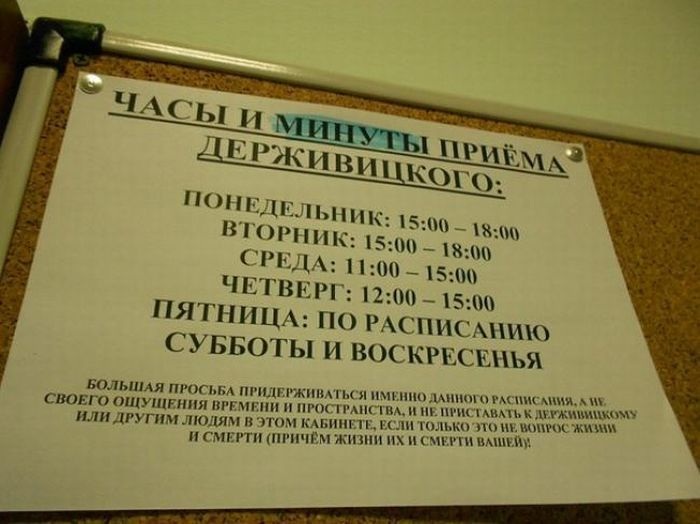 ЧАСЫ И МИНУТЫ ПРИЁМА
ДЕРЖИВИЦКОГО:
ПОНЕДЕЛЬНИК: 15:00 – 18:00
ВТОРНИК: 15:00 – 18:00
СРЕДА: 11:00 – 15:00
ЧЕТВЕРГ: 12:00 – 15:00
ПЯТНИЦА: ПО РАСПИСАНИЮ
СУББОТЫ И ВОСКРЕСЕНЬЯ
БОЛЬШАЯ ПРОСЬБА ПРИДЕРЖИВАТЬСЯ ИМЕННО ДАННОГО РАСПИСАНИЯ, А НЕ
СВОЕГО ОЩУЩЕНИЯ ВРЕМЕНИ И ПРОСТРАНСТВА, И НЕ ПРИСТАВАТЬ К ДЕРЖИВИЦКОМУ
ИЛИ ДРУГИМ ЛЮДЯМ В ЭТОМ КАБИНЕТЕ, ЕСЛИ ТОЛЬКО ЭТО НЕ ВОПРОС ЖИЗНИ
И СМЕРТИ (ПРИЧЁМ ЖИЗНИ ИХ И СМЕРТИ ВАШЕЙ)!